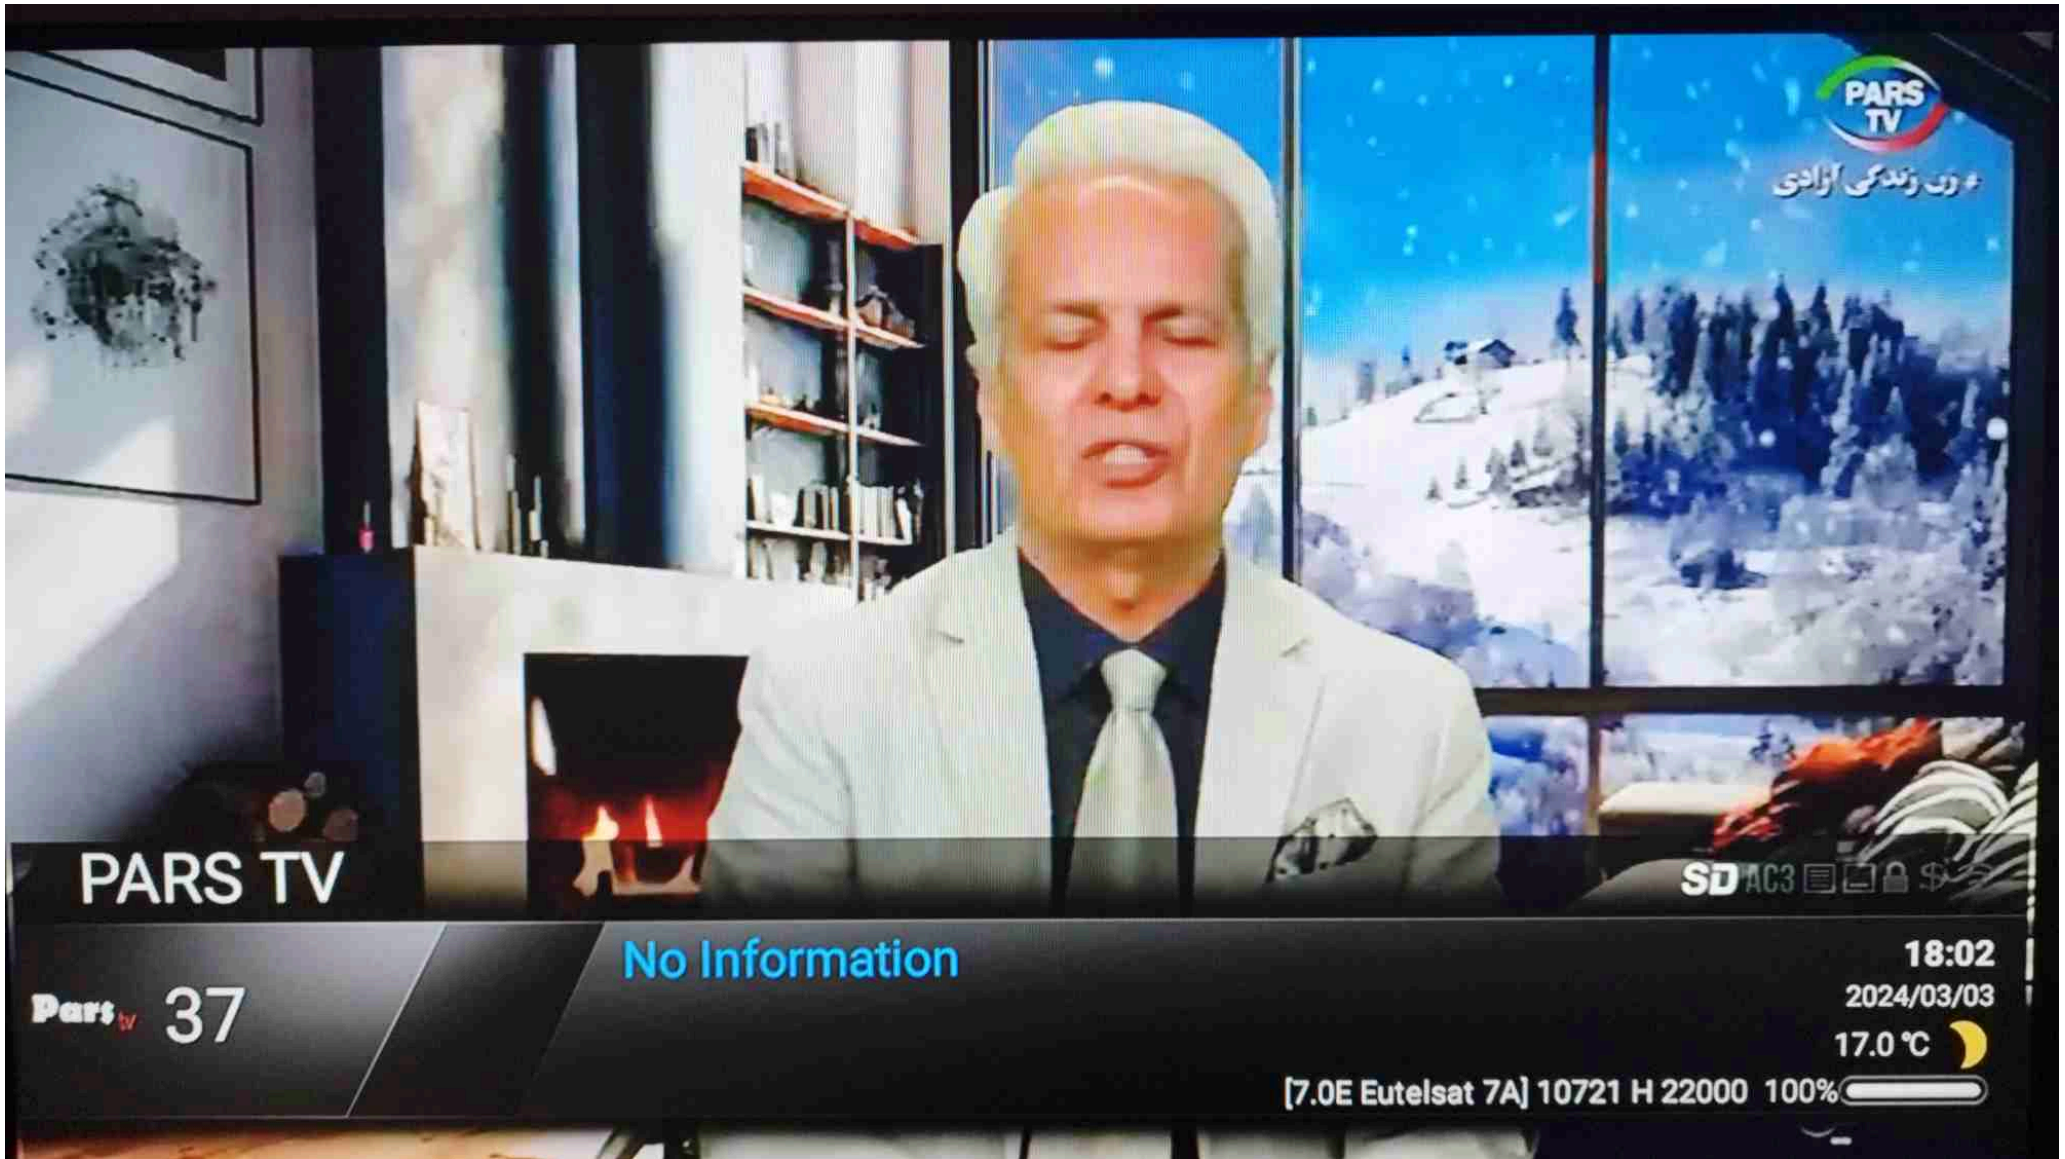 PARS
TV
# زن زندگی آزادی
PARS TV
SD AC3 $
No Information
Pars tv 37
18:02
2024/03/03
17.0 °C
[7.0E Eutelsat 7A] 10721 H 22000 100%